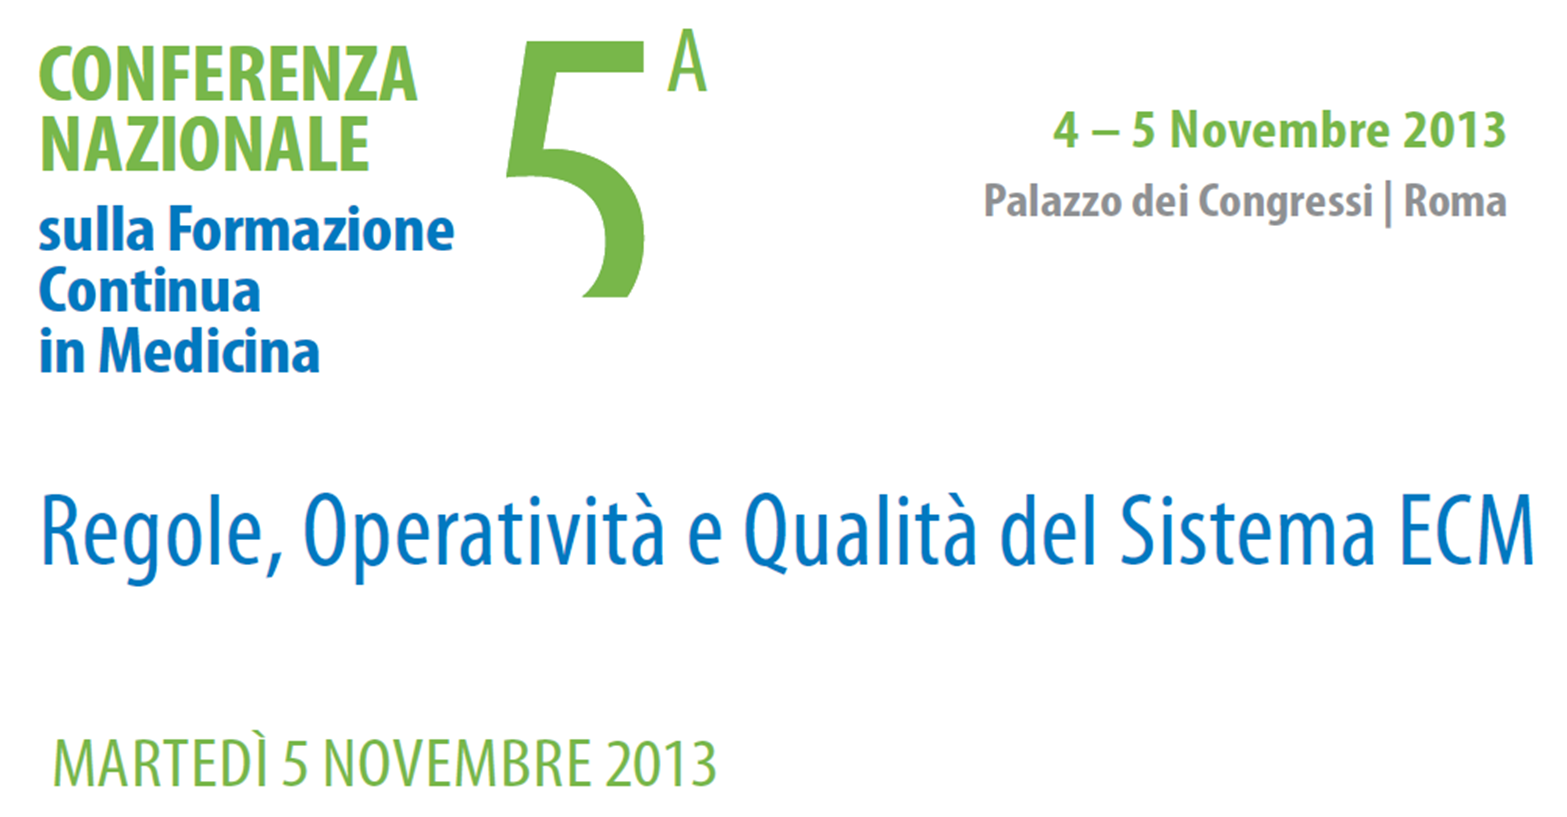 CONFERENZA
NAZIONALE
5A
sulla Formazione
Continua
in Medicina
4 – 5 Novembre 2013
Palazzo dei Congressi | Roma
Regole, Operatività e Qualità del Sistema ECM
MARTEDÌ 5 NOVEMBRE 2013